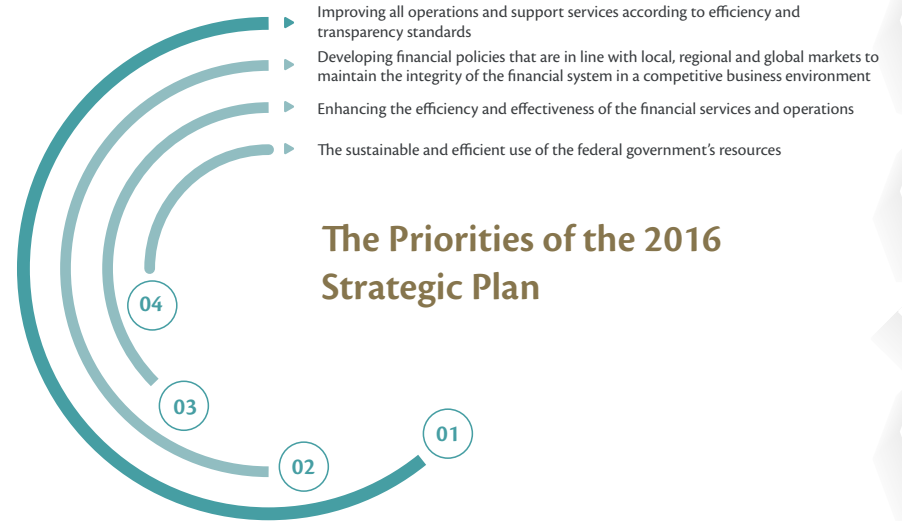 Improving all operations and support services according to efficiency and
transparency standards
Developing financial policies that are in line with local, regional and global markets to
maintain the integrity of the financial system in a competitive business environment
Enhancing the efficiency and effectiveness of the financial services and operations
The sustainable and efficient use of the federal government's resources
The Priorities of the 2016
Strategic Plan
04
03
01
02